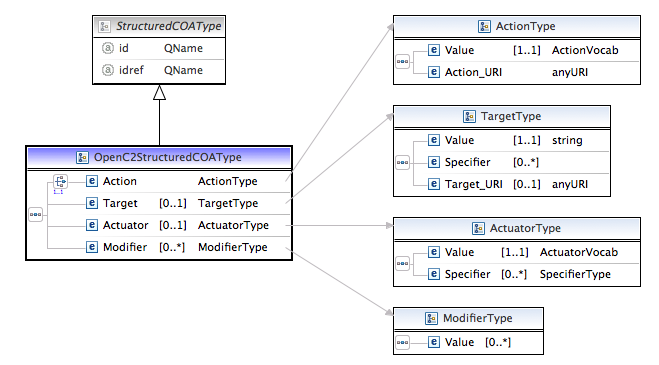 StructuredCOAType
a id QName
a idref QName
OpenC2StructuredCOAType
1..1
e Action ActionType
e Target [0..1] TargetType
e Actuator [0..1] ActuatorType
e Modifier [0..*] ModifierType
ActionType
e Value [1..1] ActionVocab
e Action_URI anyURI
TargetType
e Value [1..1] string
e Specifier [0..*]
e Target_URI [0..1] anyURI
ActuatorType
e Value [1..1] ActuatorVocab
e Specifier [0..*] SpecifierType
ModifierType
e Value [0..*]